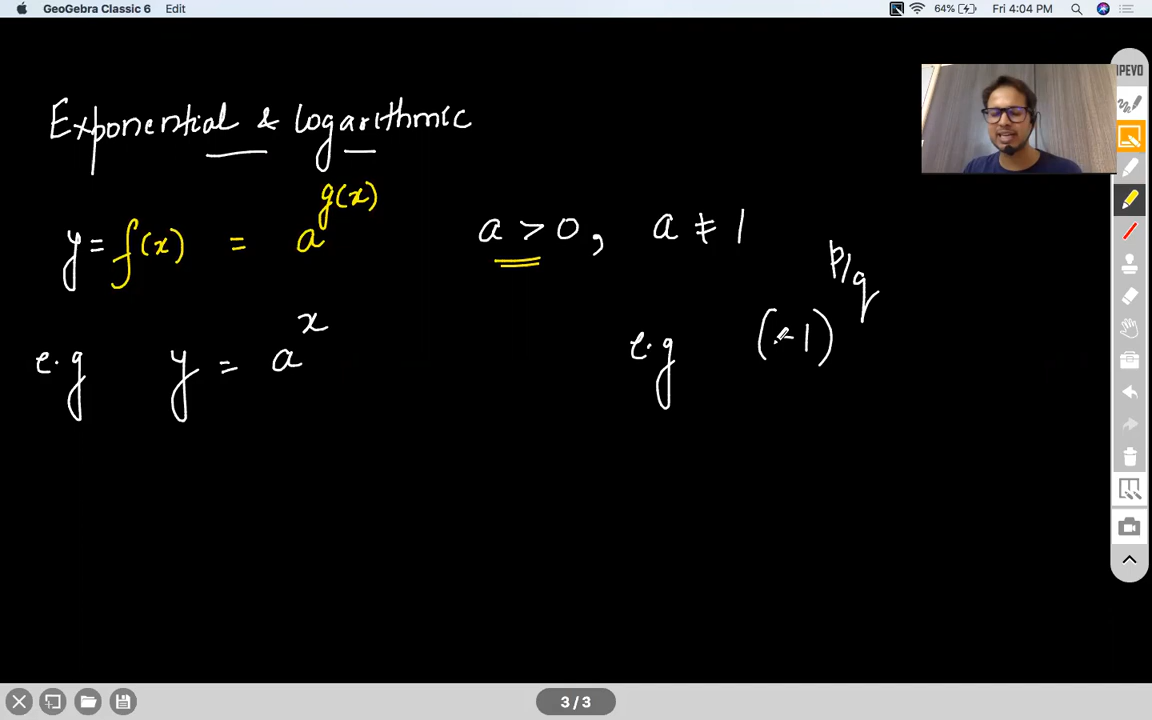 GeoGebra Classic 6 Edit 64% Fri 4:04 PM
Exponential & logarithmic
y = f(x) = a^g(x) a > 0, a ≠ 1
e.g y = a^x e.g (-1)^p/q
3 / 3